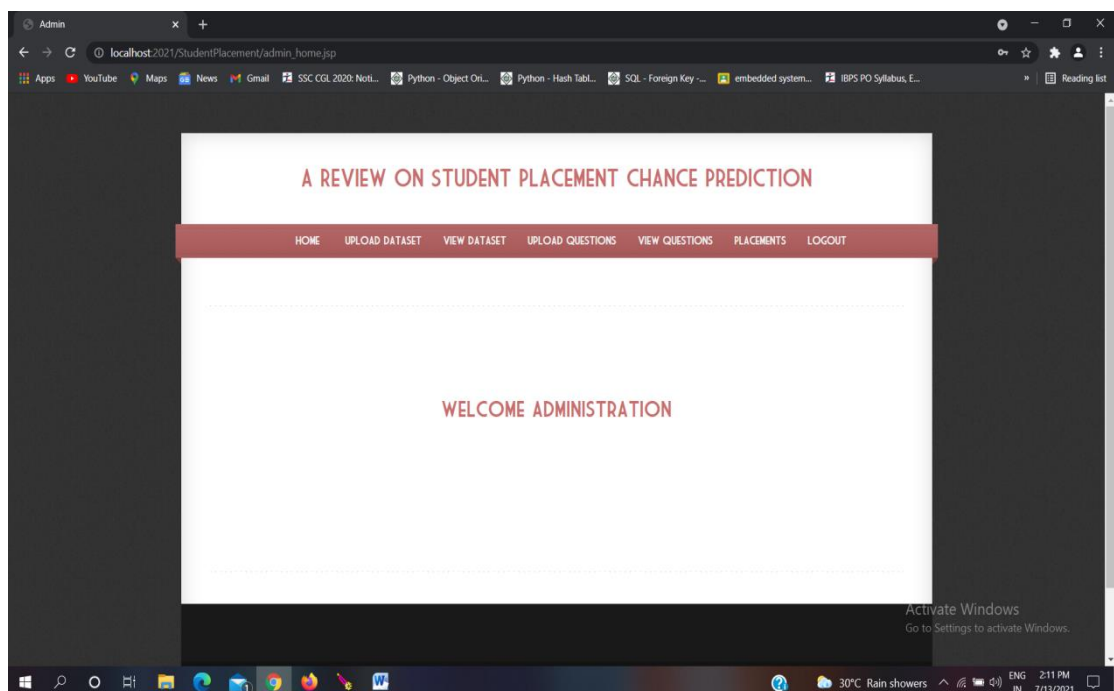 Admin
localhost:2021/StudentPlacement/admin_home.jsp
Apps YouTube Maps News Gmail SSC CGL 2020: Noti... Python - Object Ori... Python - Hash Tabl... SQL - Foreign Key -... embedded system... IBPS PO Syllabus, E... » Reading list
A REVIEW ON STUDENT PLACEMENT CHANCE PREDICTION
HOME UPLOAD DATASET VIEW DATASET UPLOAD QUESTIONS VIEW QUESTIONS PLACEMENTS LOGOUT
WELCOME ADMINISTRATION
Activate Windows
Go to Settings to activate Windows.
30°C Rain showers ENG 2:11 PM
IN 7/13/2021